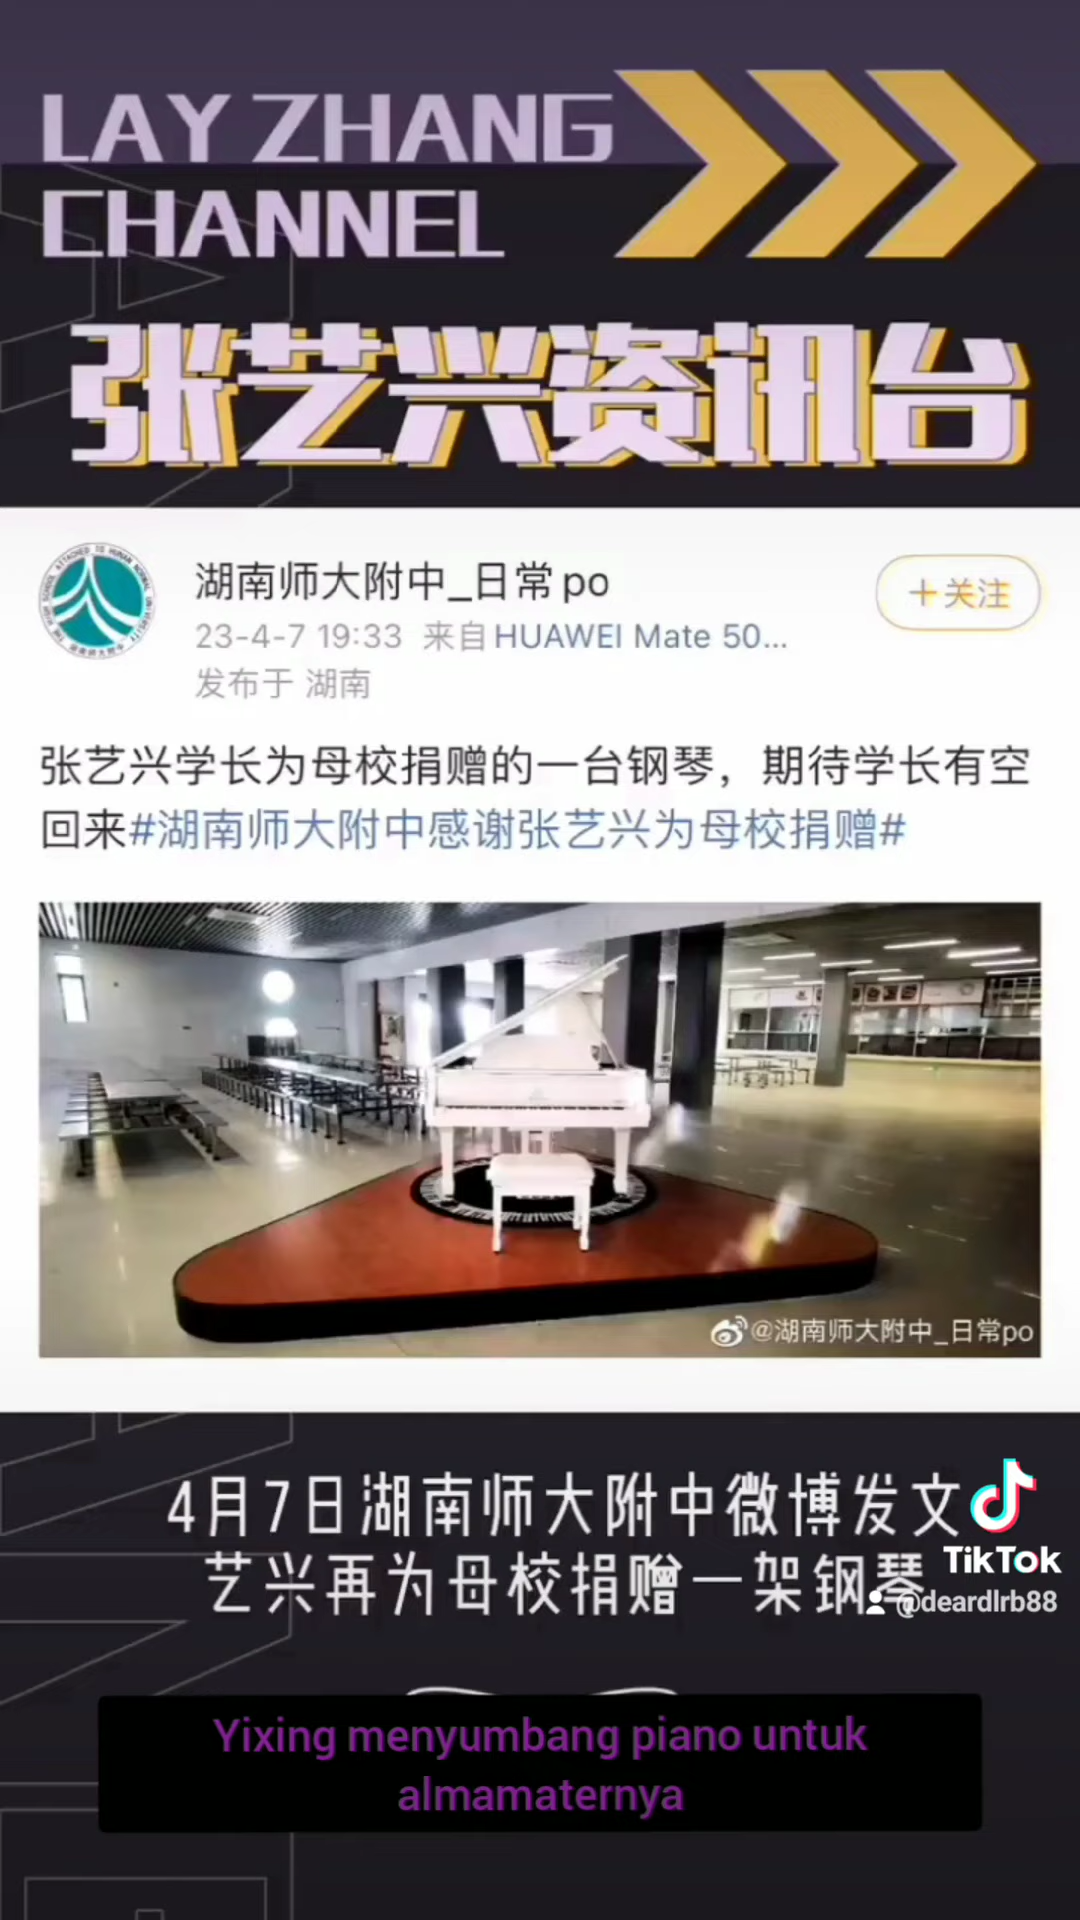 LAY ZHANG
CHANNEL
张艺兴资讯台
湖南师大附中_日常po
+关注
23-4-7 19:33 来自 HUAWEI Mate 50...
发布于 湖南
张艺兴学长为母校捐赠的一台钢琴，期待学长有空
回来#湖南师大附中感谢张艺兴为母校捐赠#
@湖南师大附中_日常po
4月7日湖南师大附中微博发文
艺兴再为母校捐赠一架钢琴
TikTok
@deardlrb88
Yixing menyumbang piano untuk
almamaternya